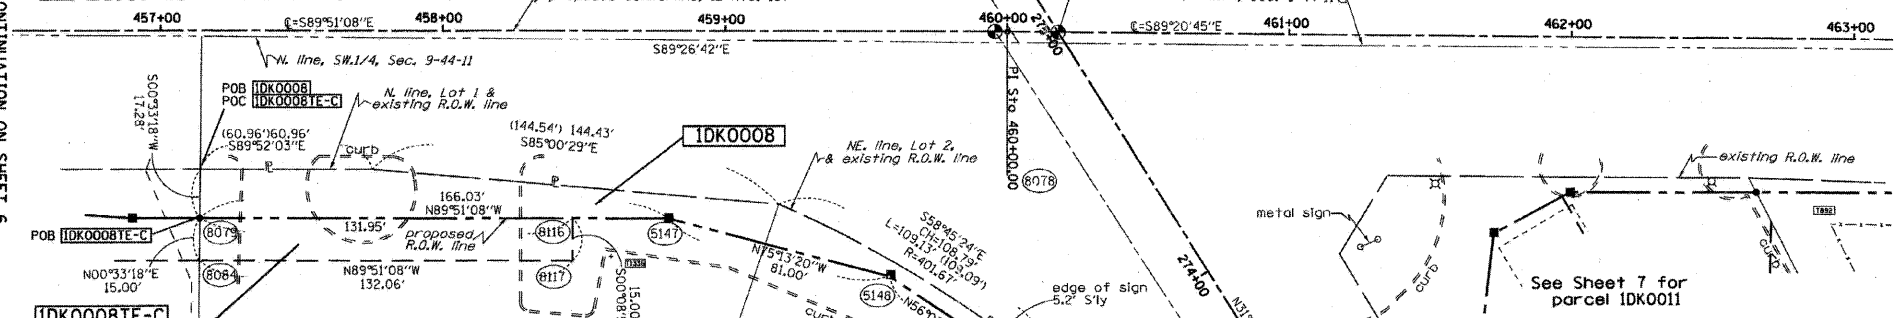 457+00
℄=S89°51'08"E
458+00
459+00
460+00
275+00
℄=S89°20'45"E
461+00
462+00
463+00
S89°26'42"E
N. line, SW.1/4, Sec. 9-44-11
S00°33'18"W
17.28'
POB 1DK0008
POC 1DK0008TE-C
N. line, Lot 1 &
existing R.O.W. line
(60.96')60.96'
S89°52'03"E
curb
(144.54') 144.43'
S85°00'29"E
1DK0008
NE. line, Lot 2,
& existing R.O.W. line
PI Sta 460+00.00
8078
existing R.O.W. line
metal sign
166.03'
N89°51'08"W
131.95'
proposed
R.O.W. line
POB 1DK0008TE-C
8079
8116
5147
N00°33'18"E
15.00'
8084
N89°51'08"W
132.06'
8117
15.00'
N75°13'20"W
81.00'
5148
S58°45'24"E
CH=108.79'
L=109.13' (109.09')
R=401.67'
274+00
edge of sign
5.2' S'ly
curb
curb
curb
See Sheet 7 for
parcel 1DK0011
1DK0008TE-C